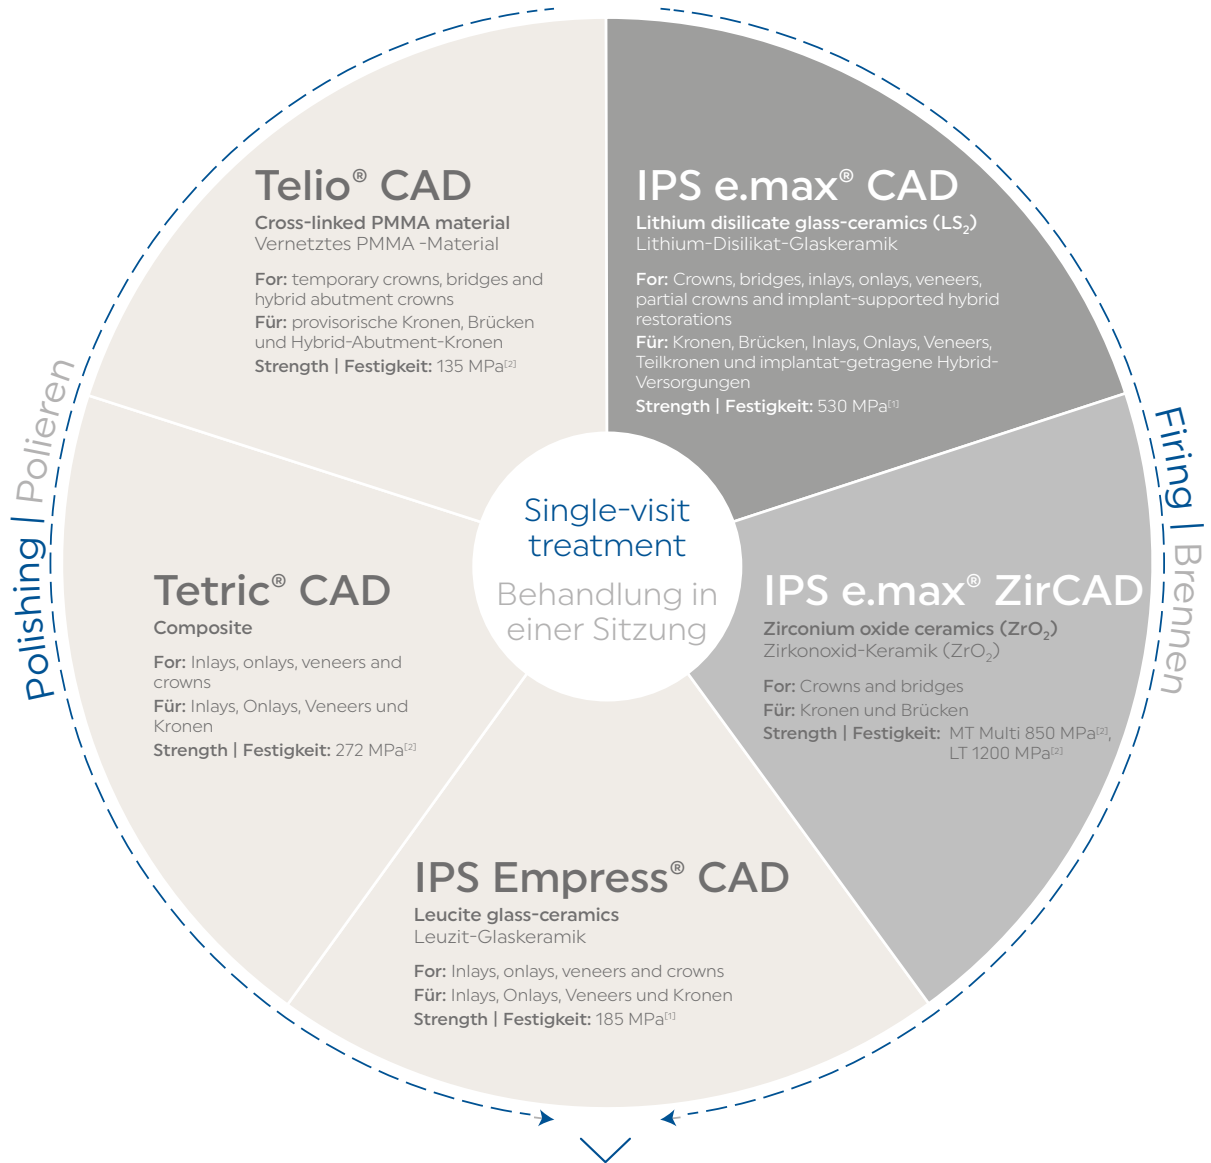 Telio® CAD
Cross-linked PMMA material
Vernetztes PMMA -Material
For: temporary crowns, bridges and
hybrid abutment crowns
Für: provisorische Kronen, Brücken
und Hybrid-Abutment-Kronen
Strength | Festigkeit: 135 MPa[2]
IPS e.max® CAD
Lithium disilicate glass-ceramics (LS₂)
Lithium-Disilikat-Glaskeramik
For: Crowns, bridges, inlays, onlays, veneers,
partial crowns and implant-supported hybrid
restorations
Für: Kronen, Brücken, Inlays, Onlays, Veneers,
Teilkronen und implantat-getragene Hybrid-
Versorgungen
Strength | Festigkeit: 530 MPa[1]
Polishing | Polieren
Firing | Brennen
Single-visit
treatment
Behandlung in
einer Sitzung
Tetric® CAD
Composite
For: Inlays, onlays, veneers and
crowns
Für: Inlays, Onlays, Veneers und
Kronen
Strength | Festigkeit: 272 MPa[2]
IPS e.max® ZirCAD
Zirconium oxide ceramics (ZrO₂)
Zirkonoxid-Keramik (ZrO₂)
For: Crowns and bridges
Für: Kronen und Brücken
Strength | Festigkeit: MT Multi 850 MPa[2],
LT 1200 MPa[2]
IPS Empress® CAD
Leucite glass-ceramics
Leuzit-Glaskeramik
For: Inlays, onlays, veneers and crowns
Für: Inlays, Onlays, Veneers und Kronen
Strength | Festigkeit: 185 MPa[1]